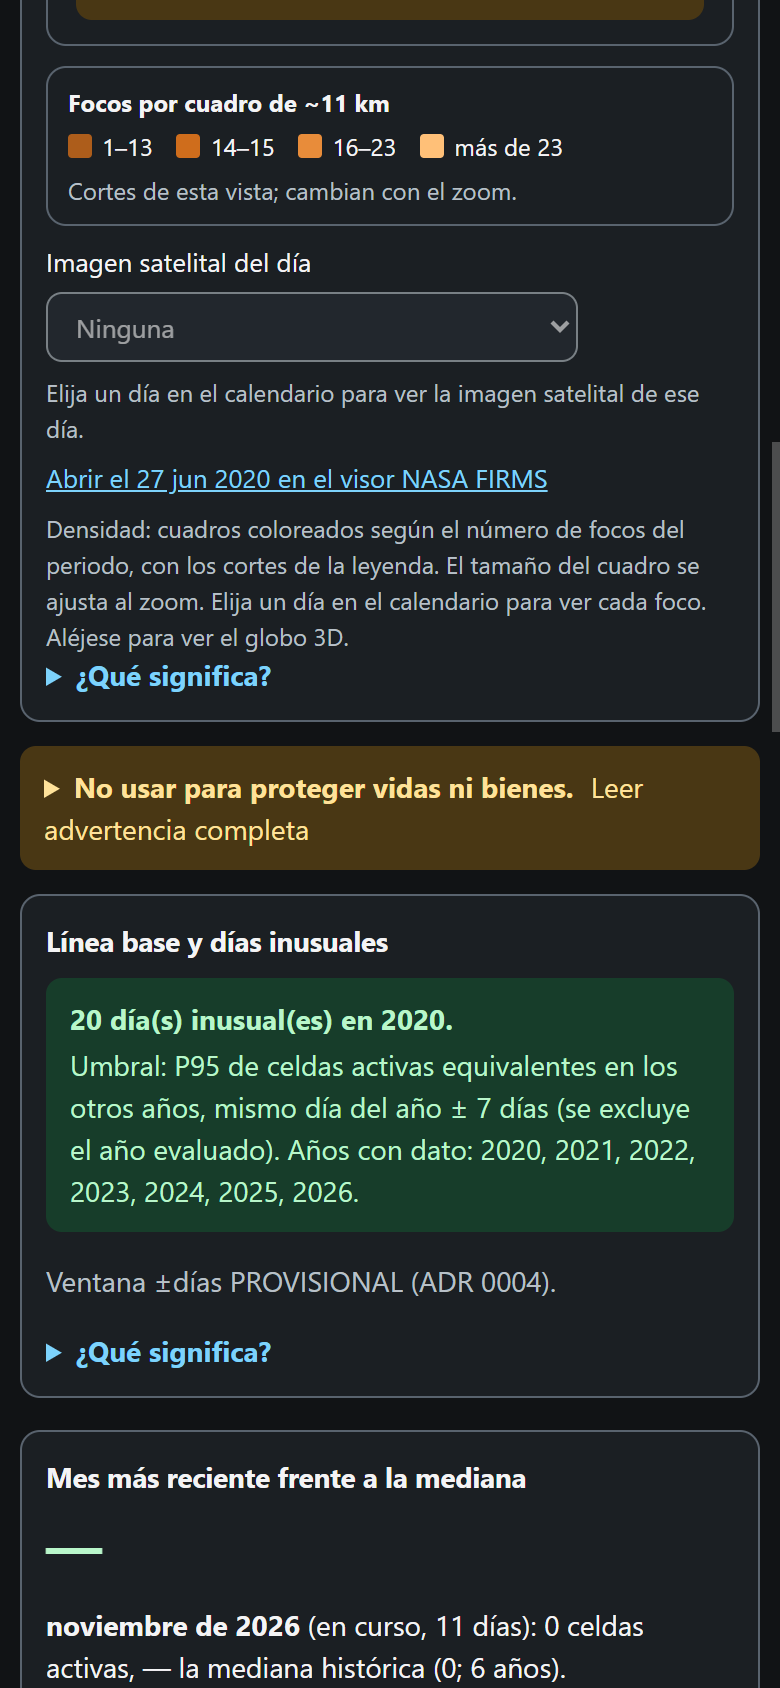 Focos por cuadro de ~11 km
1–13 14–15 16–23 más de 23
Cortes de esta vista; cambian con el zoom.
Imagen satelital del día
Ninguna
Elija un día en el calendario para ver la imagen satelital de ese
día.
Abrir el 27 jun 2020 en el visor NASA FIRMS
Densidad: cuadros coloreados según el número de focos del
periodo, con los cortes de la leyenda. El tamaño del cuadro se
ajusta al zoom. Elija un día en el calendario para ver cada foco.
Aléjese para ver el globo 3D.
¿Qué significa?
No usar para proteger vidas ni bienes. Leer
advertencia completa
Línea base y días inusuales
20 día(s) inusual(es) en 2020.
Umbral: P95 de celdas activas equivalentes en los
otros años, mismo día del año ± 7 días (se excluye
el año evaluado). Años con dato: 2020, 2021, 2022,
2023, 2024, 2025, 2026.
Ventana ±días PROVISIONAL (ADR 0004).
¿Qué significa?
Mes más reciente frente a la mediana
—
noviembre de 2026 (en curso, 11 días): 0 celdas
activas, — la mediana histórica (0; 6 años).